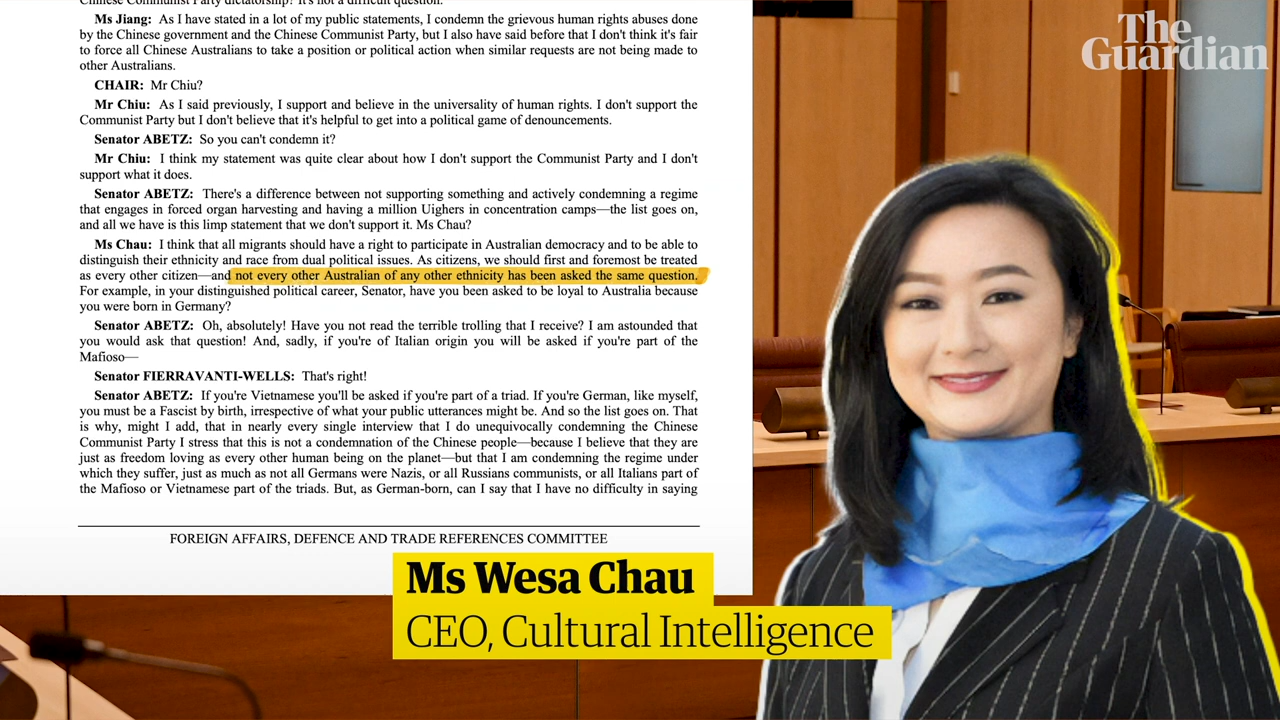 Chinese Communist Party dictatorship? It's not a difficult question.
Ms Jiang: As I have stated in a lot of my public statements, I condemn the grievous human rights abuses done
by the Chinese government and the Chinese Communist Party, but I also have said before that I don't think it's fair
to force all Chinese Australians to take a position or political action when similar requests are not being made to
other Australians.
CHAIR: Mr Chiu?
Mr Chiu: As I said previously, I support and believe in the universality of human rights. I don't support the
Communist Party but I don't believe that it's helpful to get into a political game of denouncements.
Senator ABETZ: So you can't condemn it?
Mr Chiu: I think my statement was quite clear about how I don't support the Communist Party and I don't
support what it does.
Senator ABETZ: There's a difference between not supporting something and actively condemning a regime
that engages in forced organ harvesting and having a million Uighers in concentration camps—the list goes on,
and all we have is this limp statement that we don't support it. Ms Chau?
Ms Chau: I think that all migrants should have a right to participate in Australian democracy and to be able to
distinguish their ethnicity and race from dual political issues. As citizens, we should first and foremost be treated
as every other citizen—and not every other Australian of any other ethnicity has been asked the same question.
For example, in your distinguished political career, Senator, have you been asked to be loyal to Australia because
you were born in Germany?
Senator ABETZ: Oh, absolutely! Have you not read the terrible trolling that I receive? I am astounded that
you would ask that question! And, sadly, if you're of Italian origin you will be asked if you're part of the
Mafioso—
Senator FIERRAVANTI-WELLS: That's right!
Senator ABETZ: If you're Vietnamese you'll be asked if you're part of a triad. If you're German, like myself,
you must be a Fascist by birth, irrespective of what your public utterances might be. And so the list goes on. That
is why, might I add, that in nearly every single interview that I do unequivocally condemning the Chinese
Communist Party I stress that this is not a condemnation of the Chinese people—because I believe that they are
just as freedom loving as every other human being on the planet—but that I am condemning the regime under
which they suffer, just as much as not all Germans were Nazis, or all Russians communists, or all Italians part of
the Mafioso or Vietnamese part of the triads. But, as German-born, can I say that I have no difficulty in saying
FOREIGN AFFAIRS, DEFENCE AND TRADE REFERENCES COMMITTEE
Ms Wesa Chau
CEO, Cultural Intelligence
The
Guardian